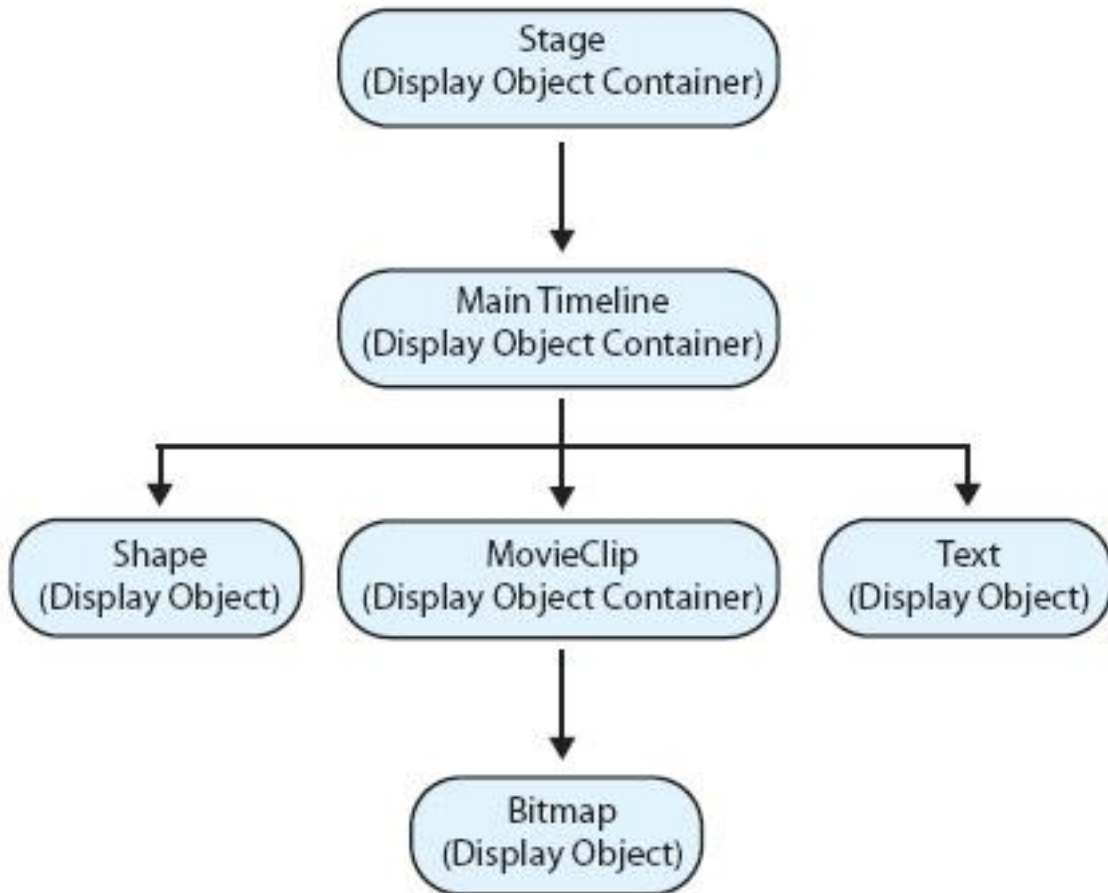 Stage
(Display Object Container)
Main Timeline
(Display Object Container)
Shape
(Display Object)
MovieClip
(Display Object Container)
Text
(Display Object)
Bitmap
(Display Object)